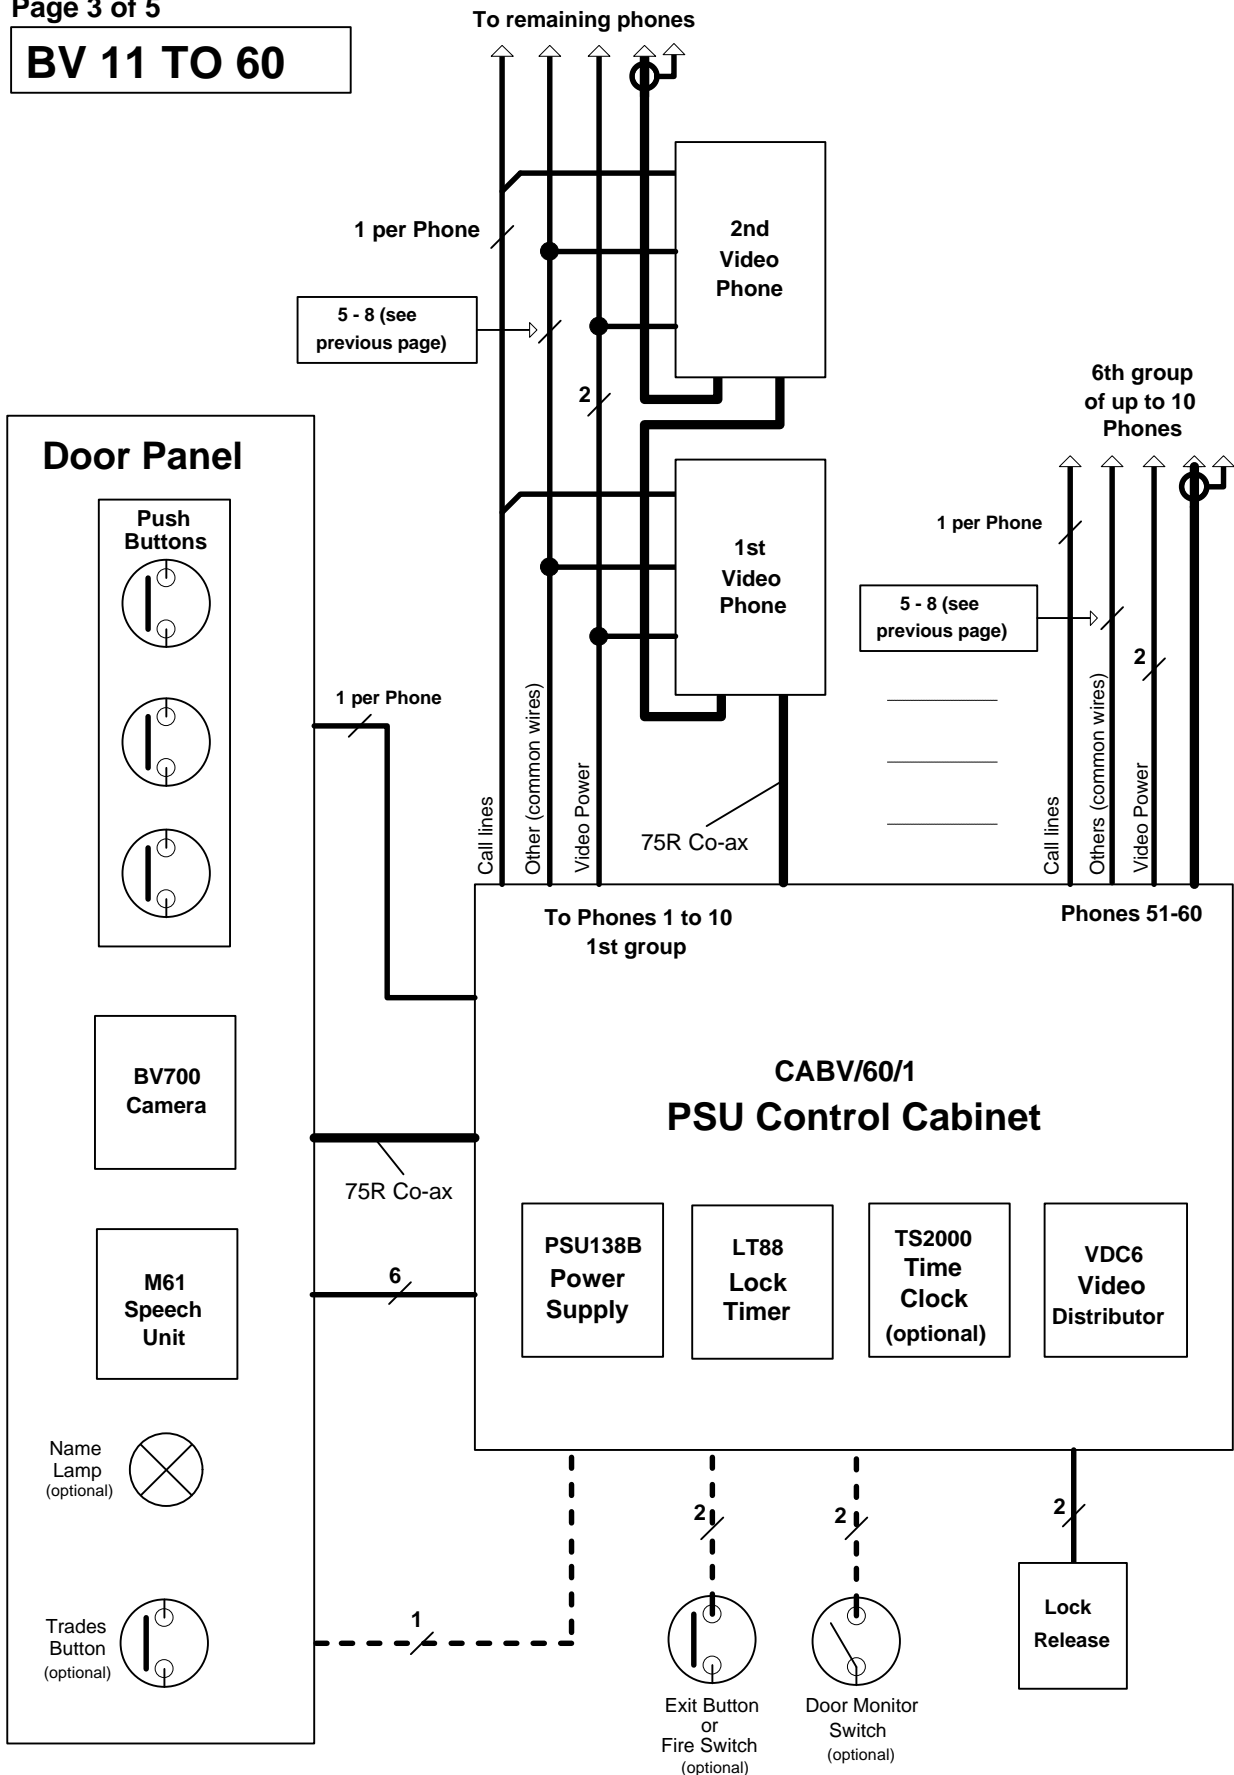 Page 3 of 5
BV 11 TO 60
To remaining phones
1 per Phone
2nd
Video
Phone
5 - 8 (see
previous page)
2
6th group
of up to 10
Phones
Door Panel
Push
Buttons
1st
Video
Phone
1 per Phone
5 - 8 (see
previous page)
2
1 per Phone
Call lines
Other (common wires)
Video Power
75R Co-ax
Call lines
Others (common wires)
Video Power
To Phones 1 to 10
1st group
Phones 51-60
BV700
Camera
CABV/60/1
PSU Control Cabinet
75R Co-ax
M61
Speech
Unit
6
PSU138B
Power
Supply
LT88
Lock
Timer
TS2000
Time
Clock
(optional)
VDC6
Video
Distributor
Name
Lamp
(optional)
2
2
2
Trades
Button
(optional)
1
Lock
Release
Exit Button
or
Fire Switch
(optional)
Door Monitor
Switch
(optional)